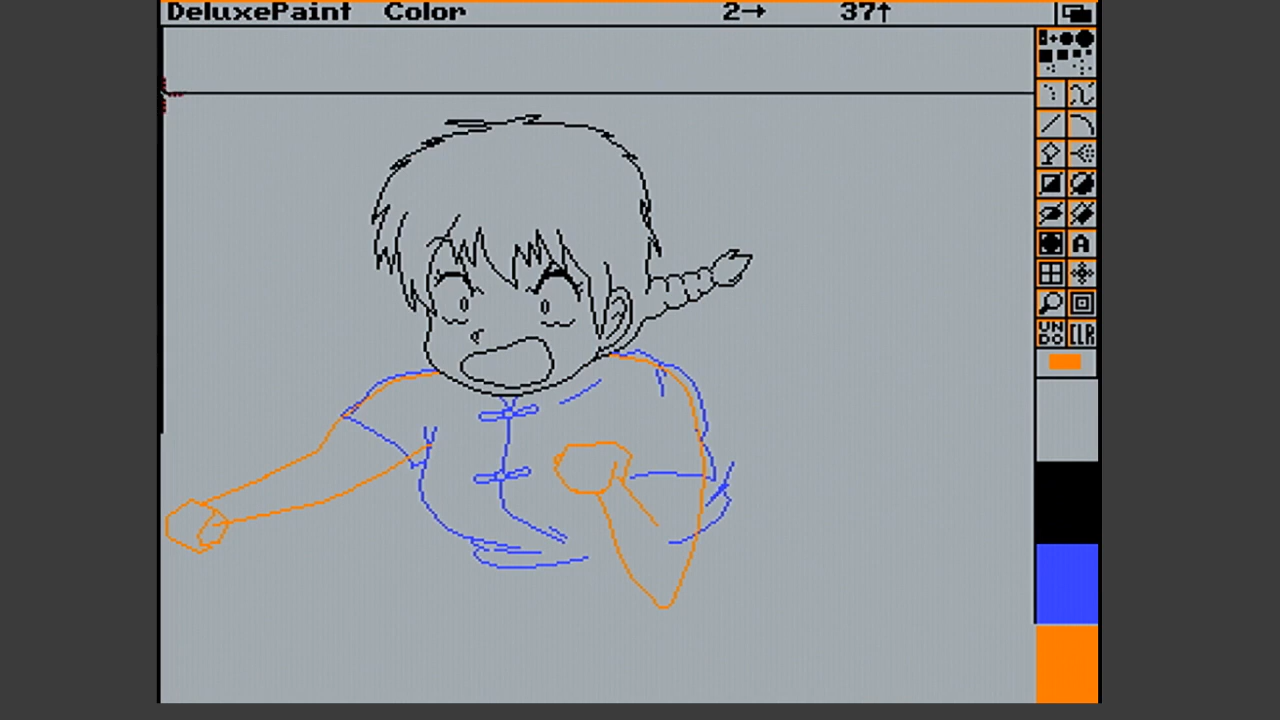 DeluxePaint Color 2→ 37↑
A
UN
DO CLR